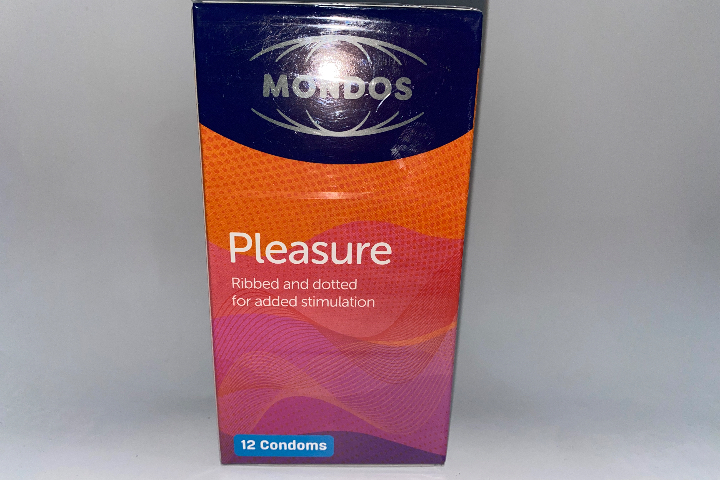 MONDOS
Pleasure
Ribbed and dotted
for added stimulation
12 Condoms